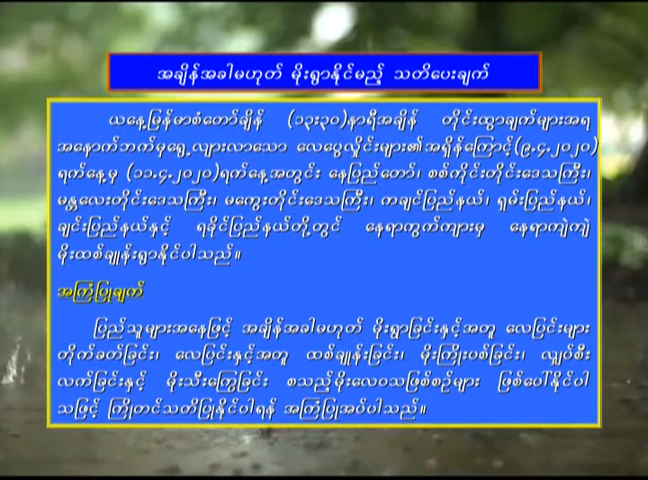 အချိန်အခါမဟုတ် မိုးရွာနိုင်မည့် သတိပေးချက်
ယနေ့မြန်မာစံတော်ချိန် (၁၃း၃၀)နာရီအချိန် တိုင်းထွာချက်များအရ
အနောက်ဘက်မှရွေ့လျားလာသော လေပွေလှိုင်းများ၏အရှိန်ကြောင့်(၉.၄.၂၀၂၀)
ရက်နေ့မှ (၁၁.၄.၂၀၂၀)ရက်နေ့အတွင်း နေပြည်တော်၊ စစ်ကိုင်းတိုင်းဒေသကြီး၊
မန္တလေးတိုင်းဒေသကြီး၊ မကွေးတိုင်းဒေသကြီး၊ ကချင်ပြည်နယ်၊ ရှမ်းပြည်နယ်၊
ချင်းပြည်နယ်နှင့် ရခိုင်ပြည်နယ်တို့တွင် နေရာကွက်ကျားမှ နေရာကျဲကျဲ
မိုးထစ်ချုန်းရွာနိုင်ပါသည်။
အကြံပြုချက်
ပြည်သူများအနေဖြင့် အချိန်အခါမဟုတ် မိုးရွာခြင်းနှင့်အတူ လေပြင်းများ
တိုက်ခတ်ခြင်း၊ လေပြင်းနှင့်အတူ ထစ်ချုန်းခြင်း၊ မိုးကြိုးပစ်ခြင်း၊ လျှပ်စီး
လက်ခြင်းနှင့် မိုးသီးကြွေခြင်း စသည့်မိုးလေဝသဖြစ်စဉ်များ ဖြစ်ပေါ်နိုင်ပါ
သဖြင့် ကြိုတင်သတိပြုနိုင်ပါရန် အကြံပြုအပ်ပါသည်။